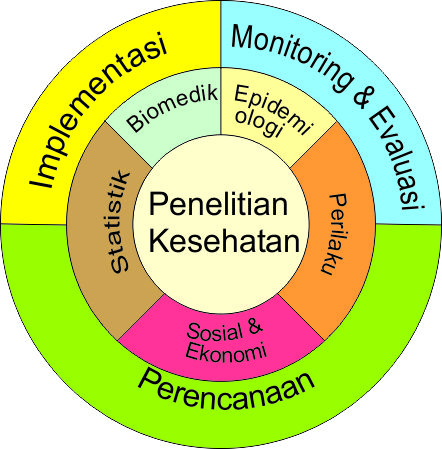 Implementasi
Monitoring & Evaluasi
Biomedik
Epidemi
ologi
Statistik
Penelitian
Kesehatan
Perilaku
Sosial &
Ekonomi
Perencanaan